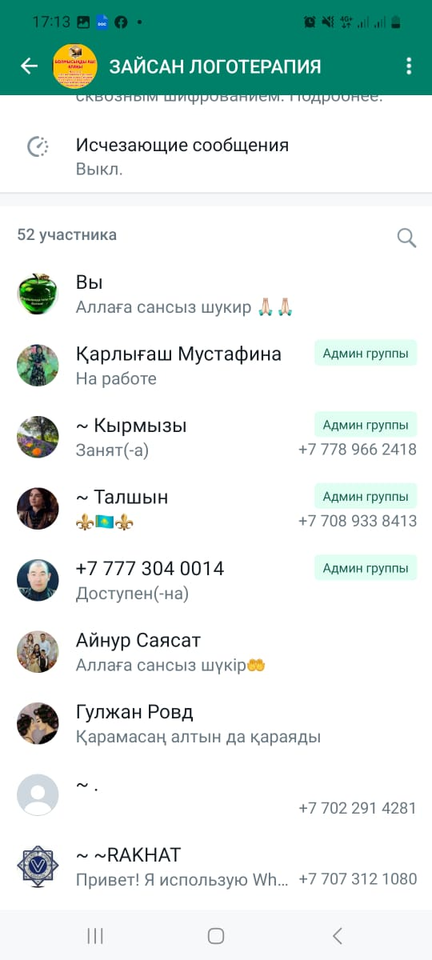 17:13
4G+
ЗАЙСАН ЛОГОТЕРАПИЯ
сквозным шифрованием. Подробнее.
Исчезающие сообщения
Выкл.
52 участника
Вы
Аллаға сансыз шукир 🙏🏻🙏🏻
Қарлығаш Мустафина
Админ группы
На работе
~ Кырмызы
Админ группы
Занят(-а)
+7 778 966 2418
~ Талшын
Админ группы
⚜️🇰🇿⚜️
+7 708 933 8413
+7 777 304 0014
Админ группы
Доступен(-на)
Айнур Саясат
Аллаға сансыз шүкір🤲
Гулжан Ровд
Қарамасаң алтын да қараяды
~ .
+7 702 291 4281
~ ~RAKHAT
Привет! Я использую Wh...
+7 707 312 1080